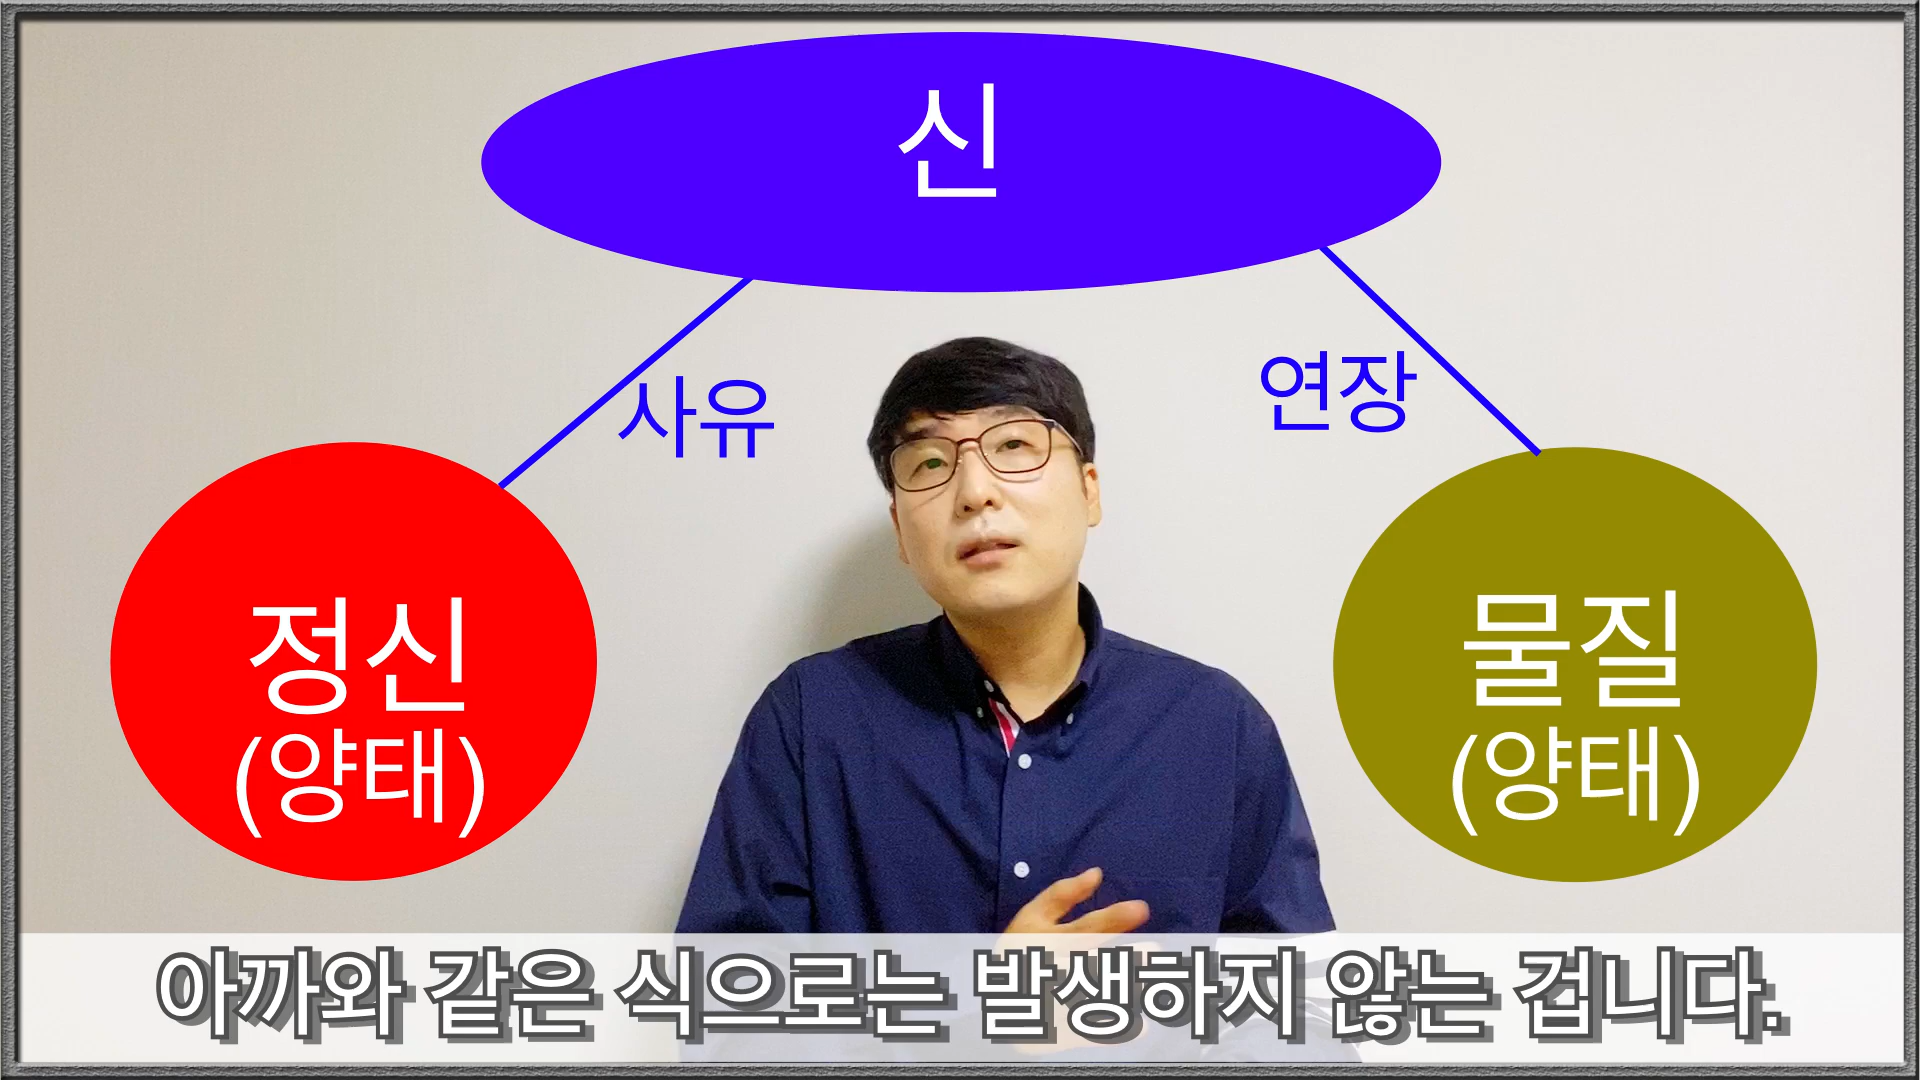 신
사유
연장
정신
(양태)
물질
(양태)
아까와 같은 식으로는 발생하지 않는 겁니다.